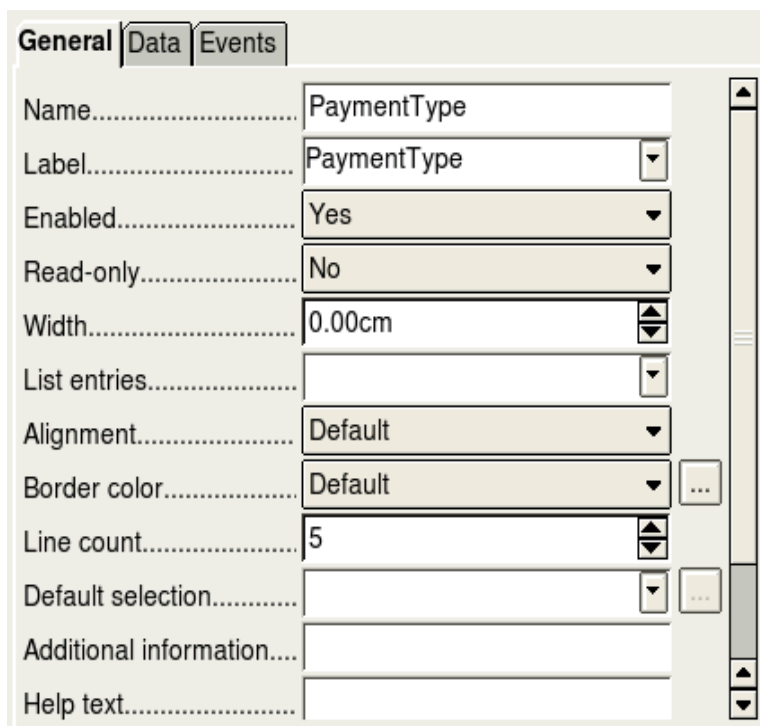 General Data Events
Name........................... PaymentType
Label........................... PaymentType
Enabled....................... Yes
Read-only.................... No
Width........................... 0.00cm
List entries....................
Alignment..................... Default
Border color.................. Default ...
Line count..................... 5
Default selection............ ...
Additional information....
Help text.......................